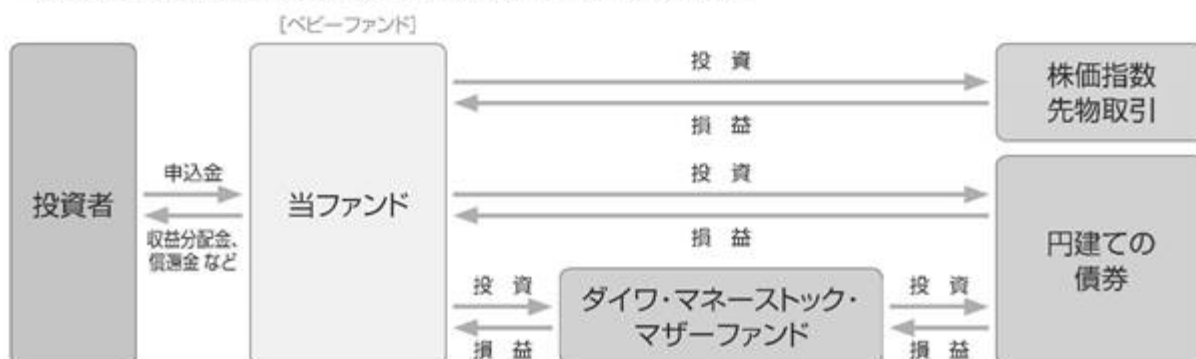 [ベビーファンド]
投資者
申込金
収益分配金、
償還金 など
当ファンド
投 資
損 益
株価指数
先物取引
投 資
損 益
円建ての
債券
投 資
損 益
ダイワ・マネーストック・
マザーファンド
投 資
損 益